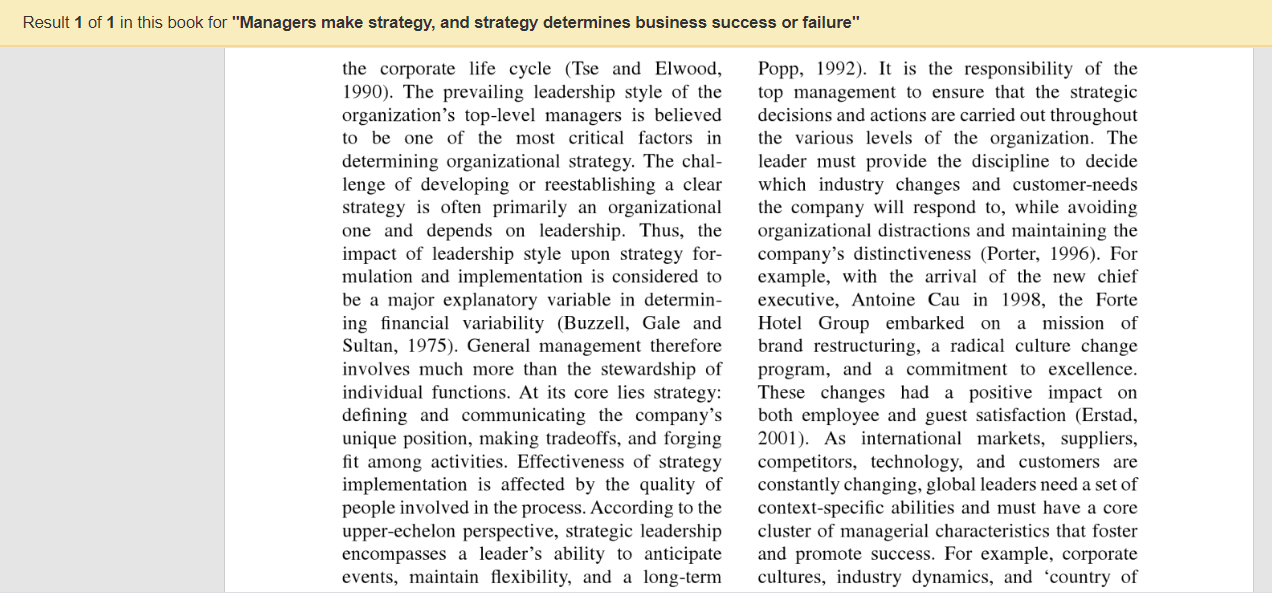 Result 1 of 1 in this book for "Managers make strategy, and strategy determines business success or failure"
the corporate life cycle (Tse and Elwood,
1990). The prevailing leadership style of the
organization's top-level managers is believed
to be one of the most critical factors in
determining organizational strategy. The chal-
lenge of developing or reestablishing a clear
strategy is often primarily an organizational
one and depends on leadership. Thus, the
impact of leadership style upon strategy for-
mulation and implementation is considered to
be a major explanatory variable in determin-
ing financial variability (Buzzell, Gale and
Sultan, 1975). General management therefore
involves much more than the stewardship of
individual functions. At its core lies strategy:
defining and communicating the company's
unique position, making tradeoffs, and forging
fit among activities. Effectiveness of strategy
implementation is affected by the quality of
people involved in the process. According to the
upper-echelon perspective, strategic leadership
encompasses a leader's ability to anticipate
events, maintain flexibility, and a long-term
Popp, 1992). It is the responsibility of the
top management to ensure that the strategic
decisions and actions are carried out throughout
the various levels of the organization. The
leader must provide the discipline to decide
which industry changes and customer-needs
the company will respond to, while avoiding
organizational distractions and maintaining the
company's distinctiveness (Porter, 1996). For
example, with the arrival of the new chief
executive, Antoine Cau in 1998, the Forte
Hotel Group embarked on a mission of
brand restructuring, a radical culture change
program, and a commitment to excellence.
These changes had a positive impact on
both employee and guest satisfaction (Erstad,
2001). As international markets, suppliers,
competitors, technology, and customers are
constantly changing, global leaders need a set of
context-specific abilities and must have a core
cluster of managerial characteristics that foster
and promote success. For example, corporate
cultures, industry dynamics, and 'country of